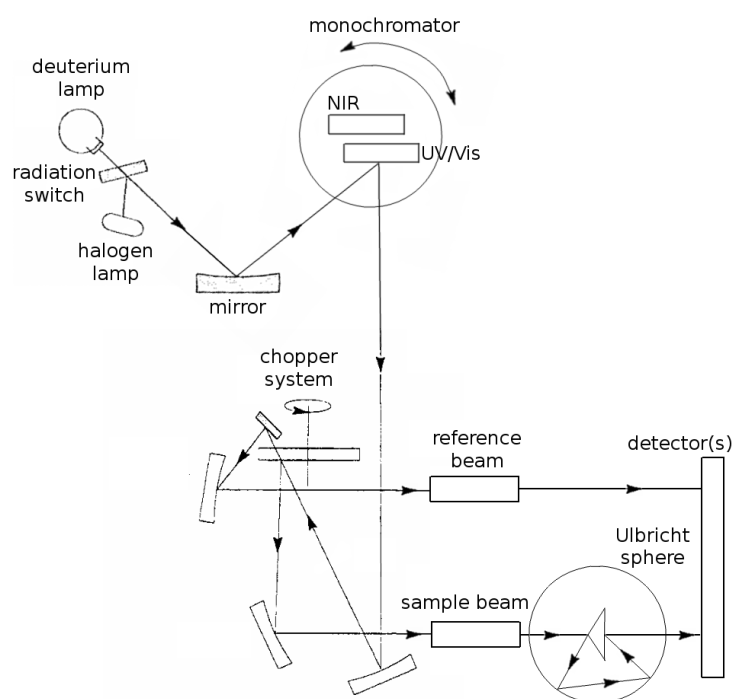 monochromator
deuterium
lamp
NIR
UV/Vis
radiation
switch
halogen
lamp
mirror
chopper
system
reference
beam
detector(s)
Ulbricht
sphere
sample beam